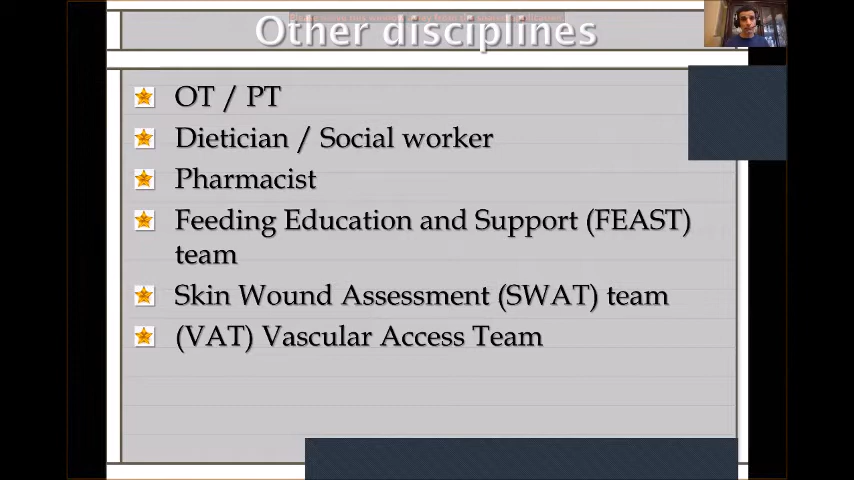 Other disciplines
OT / PT
Dietician / Social worker
Pharmacist
Feeding Education and Support (FEAST)
team
Skin Wound Assessment (SWAT) team
(VAT) Vascular Access Team